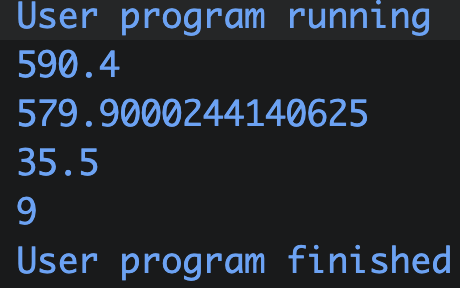 User program running
590.4
579.9000244140625
35.5
9
User program finished